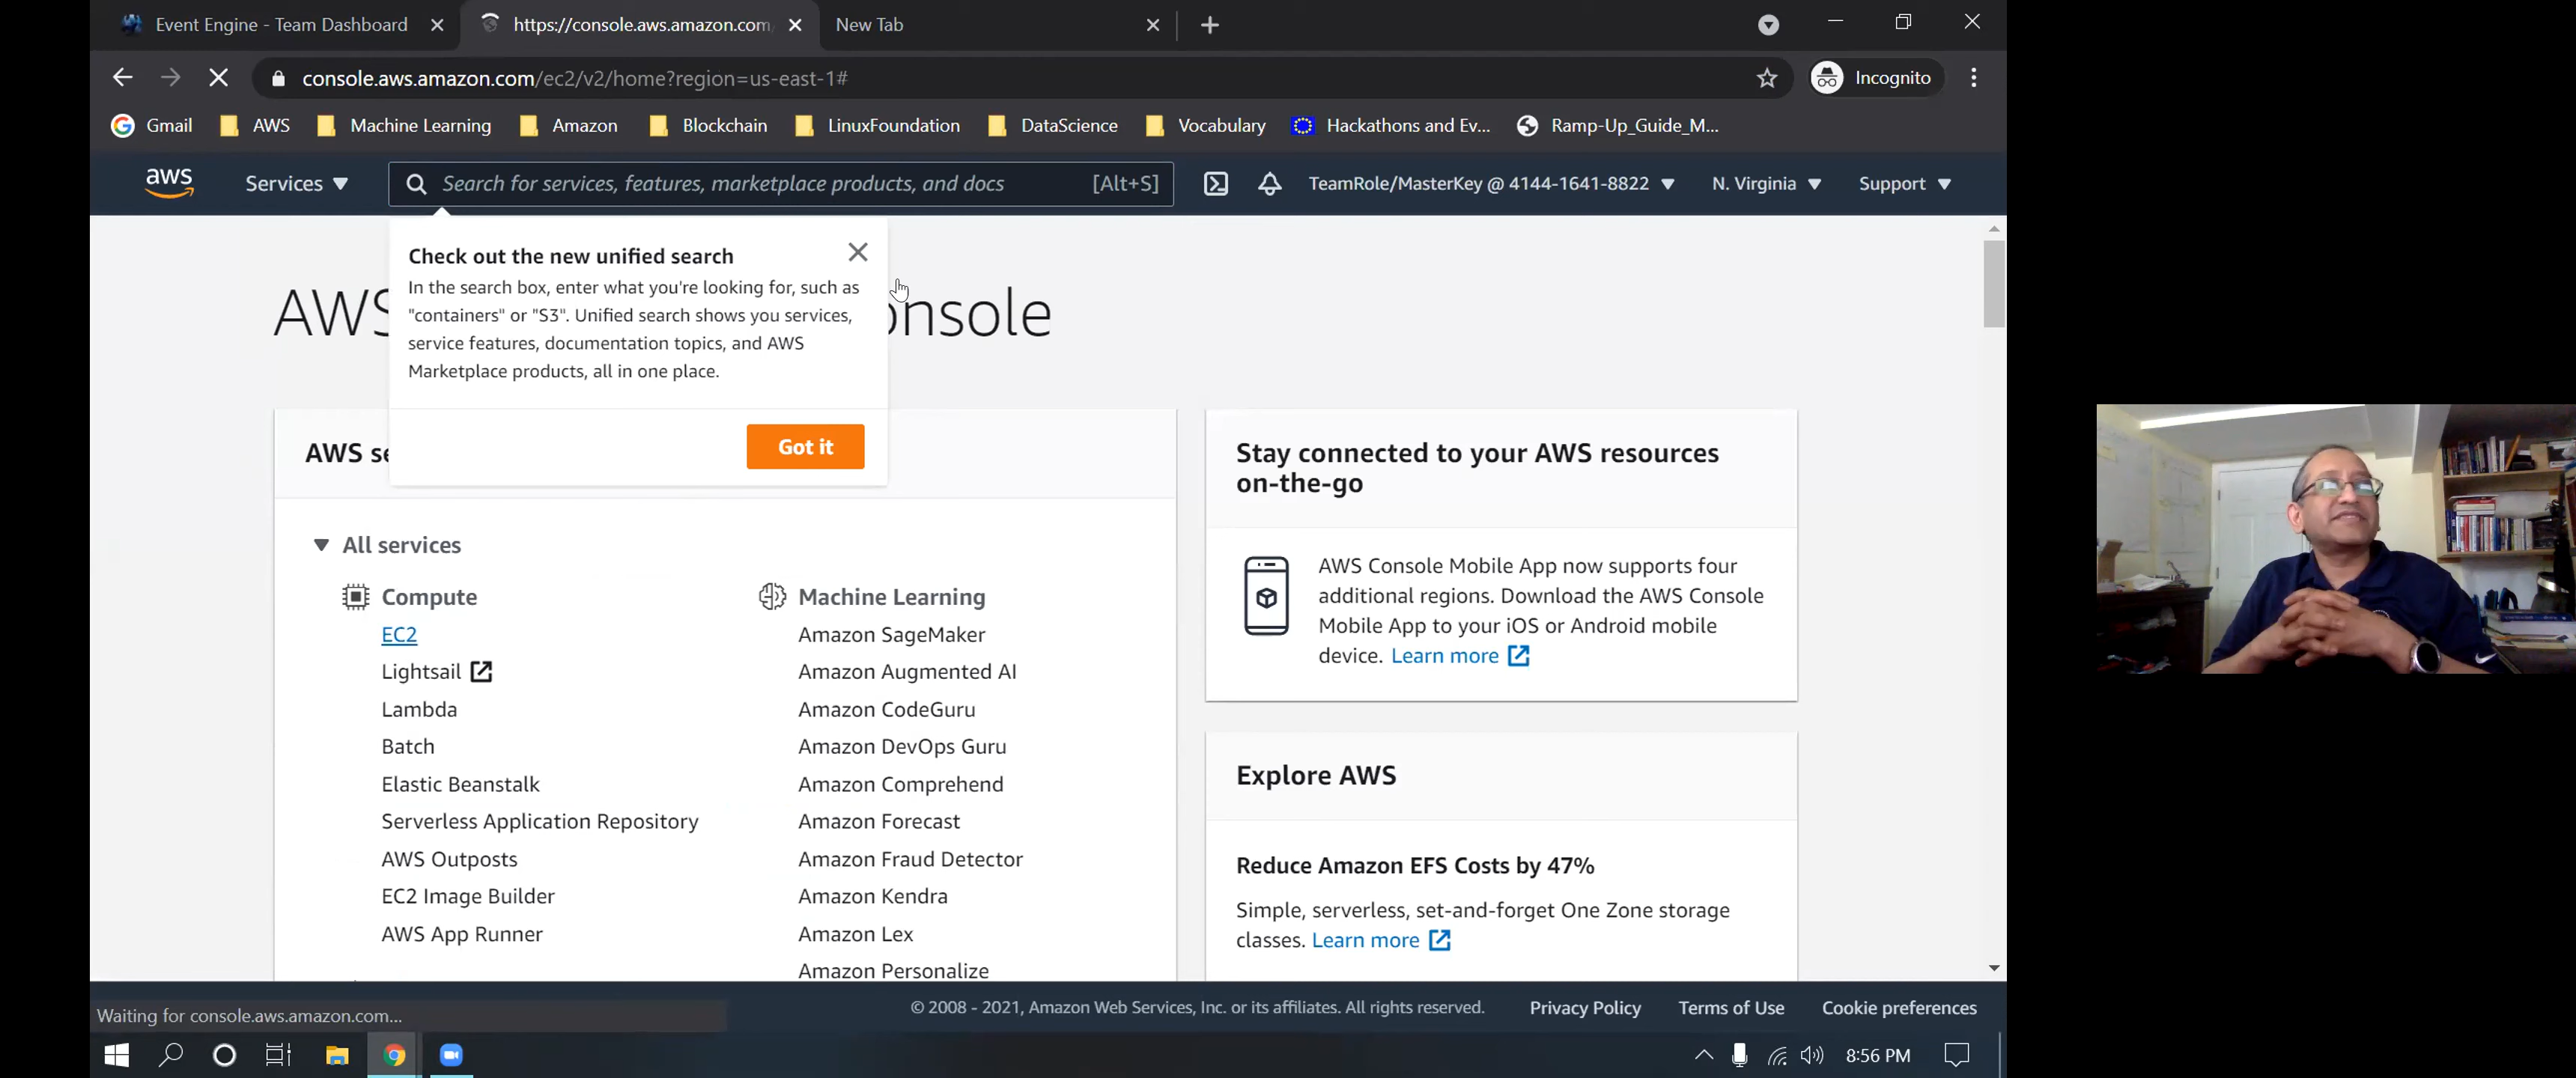 Event Engine - Team Dashboard
https://console.aws.amazon.com/
New Tab
console.aws.amazon.com/ec2/v2/home?region=us-east-1#
Incognito
Gmail
AWS
Machine Learning
Amazon
Blockchain
LinuxFoundation
DataScience
Vocabulary
Hackathons and Ev...
Ramp-Up_Guide_M...
aws
Services
Search for services, features, marketplace products, and docs
[Alt+S]
TeamRole/MasterKey @ 4144-1641-8822
N. Virginia
Support
Check out the new unified search
In the search box, enter what you're looking for, such as
"containers" or "S3". Unified search shows you services,
service features, documentation topics, and AWS
Marketplace products, all in one place.
Got it
AWS
onsole
AWS se
All services
Compute
EC2
Lightsail
Lambda
Batch
Elastic Beanstalk
Serverless Application Repository
AWS Outposts
EC2 Image Builder
AWS App Runner
Machine Learning
Amazon SageMaker
Amazon Augmented AI
Amazon CodeGuru
Amazon DevOps Guru
Amazon Comprehend
Amazon Forecast
Amazon Fraud Detector
Amazon Kendra
Amazon Lex
Amazon Personalize
Stay connected to your AWS resources
on-the-go
AWS Console Mobile App now supports four
additional regions. Download the AWS Console
Mobile App to your iOS or Android mobile
device. Learn more
Explore AWS
Reduce Amazon EFS Costs by 47%
Simple, serverless, set-and-forget One Zone storage
classes. Learn more
Waiting for console.aws.amazon.com...
© 2008 - 2021, Amazon Web Services, Inc. or its affiliates. All rights reserved.
Privacy Policy
Terms of Use
Cookie preferences
8:56 PM